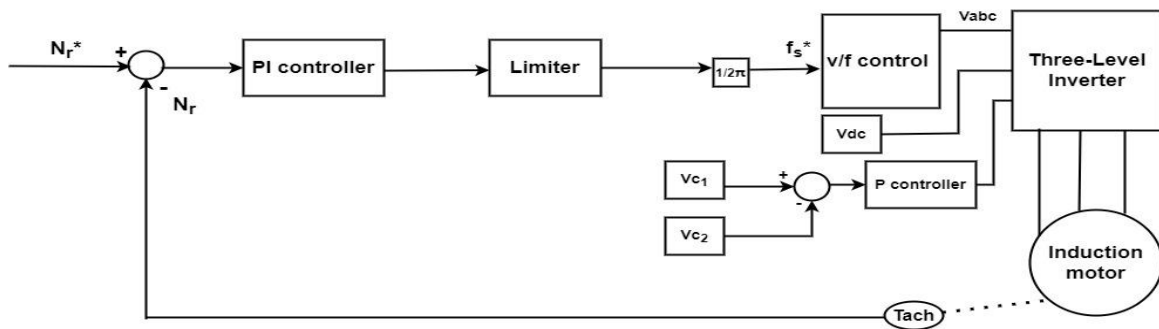 Nr*
+
-
Nr
PI controller
Limiter
1/2π
fs*
v/f control
Vabc
Three-Level
Inverter
Vdc
Vc1
+
-
P controller
Vc2
Induction
motor
Tach